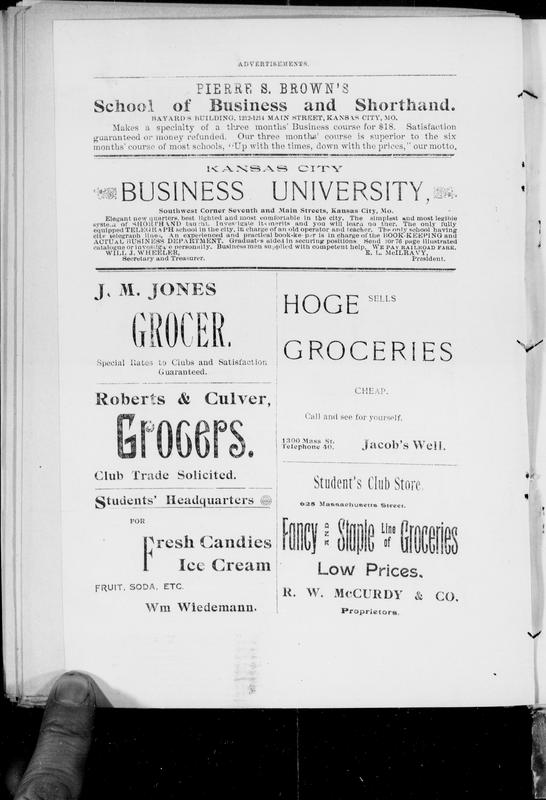 ADVERTISEMENTS.
PIERRE S. BROWN'S
School of Business and Shorthand.
BAYARD'S BUILDING, 1212-1214 MAIN STREET, KANSAS CITY, MO.
Makes a specialty of a three months' Business course for $18. Satisfaction
guaranteed or money refunded. Our three months' course is superior to the six
months' course of most schools, "Up with the times, down with the prices," our motto,
KANSAS CITY
BUSINESS UNIVERSITY,
Southwest Corner Seventh and Main Streets, Kansas City, Mo.
Elegant new quarters, best lighted and most comfortable in the city. The simplest and most legible
system of SHORTHAND taught. Investigate its merits and you will learn no other. The only fully
equipped TELEGRAPH school in the city, in charge of an old operator and teacher. The only school having
city telegraph lines. An experienced and practical book-keeper is in charge of the BOOK-KEEPING and
ACTUAL BUSINESS DEPARTMENT. Graduates aided in securing positions. Send for 76 page illustrated
catalogue or investigate personally. Business men supplied with competent help. WE PAY RAILROAD FARE.
WILL J. WHEELER, E. L. McILRAVY,
Secretary and Treasurer. President.
J. M. JONES
GROCER.
Special Rates to Clubs and Satisfaction
Guaranteed.
Roberts & Culver,
Grocers.
Club Trade Solicited.
Students' Headquarters
FOR
Fresh Candies
Ice Cream
FRUIT, SODA, ETC.
Wm Wiedemann.
HOGE SELLS
GROCERIES
CHEAP.
Call and see for yourself.
1300 Mass St.
Telephone 40. Jacob's Well.
Student's Club Store.
625 Massachusetts Street.
Fancy AND Staple Line of Groceries
Low Prices.
R. W. McCURDY & CO.
Proprietors.